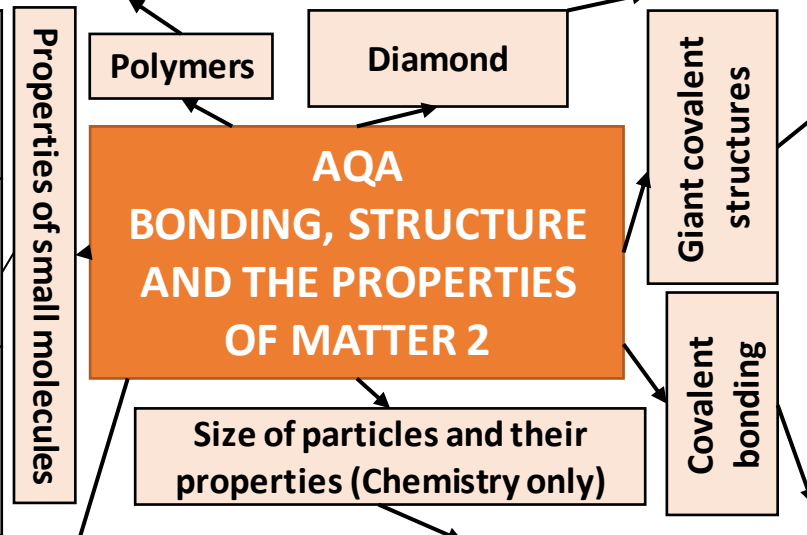 Properties of small molecules
Polymers
Diamond
AQA
BONDING, STRUCTURE
AND THE PROPERTIES
OF MATTER 2
Giant covalent
structures
Covalent
bonding
Size of particles and their
properties (Chemistry only)